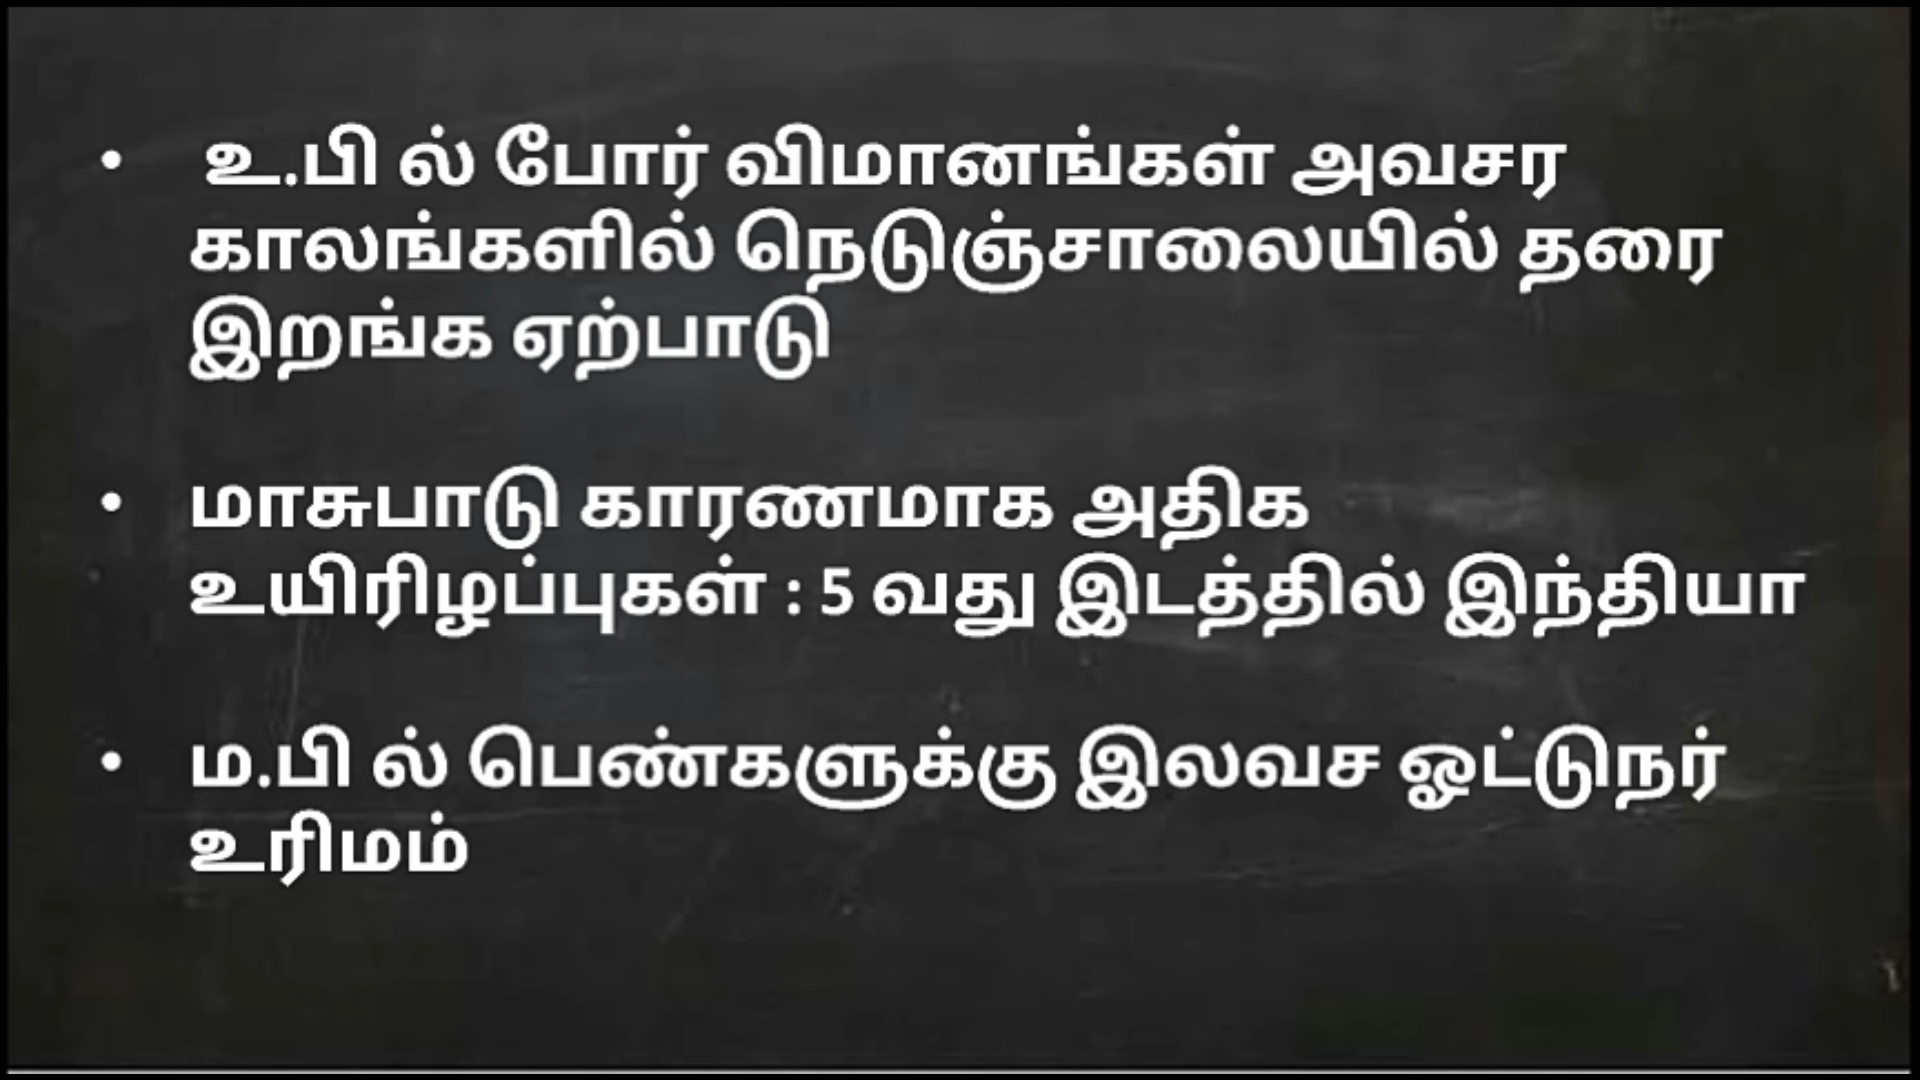 • உ.பி ல் போர் விமானங்கள் அவசர
காலங்களில் நெடுஞ்சாலையில் தரை
இறங்க ஏற்பாடு
• மாசுபாடு காரணமாக அதிக
உயிரிழப்புகள் : 5 வது இடத்தில் இந்தியா
• ம.பி ல் பெண்களுக்கு இலவச ஓட்டுநர்
உரிமம்